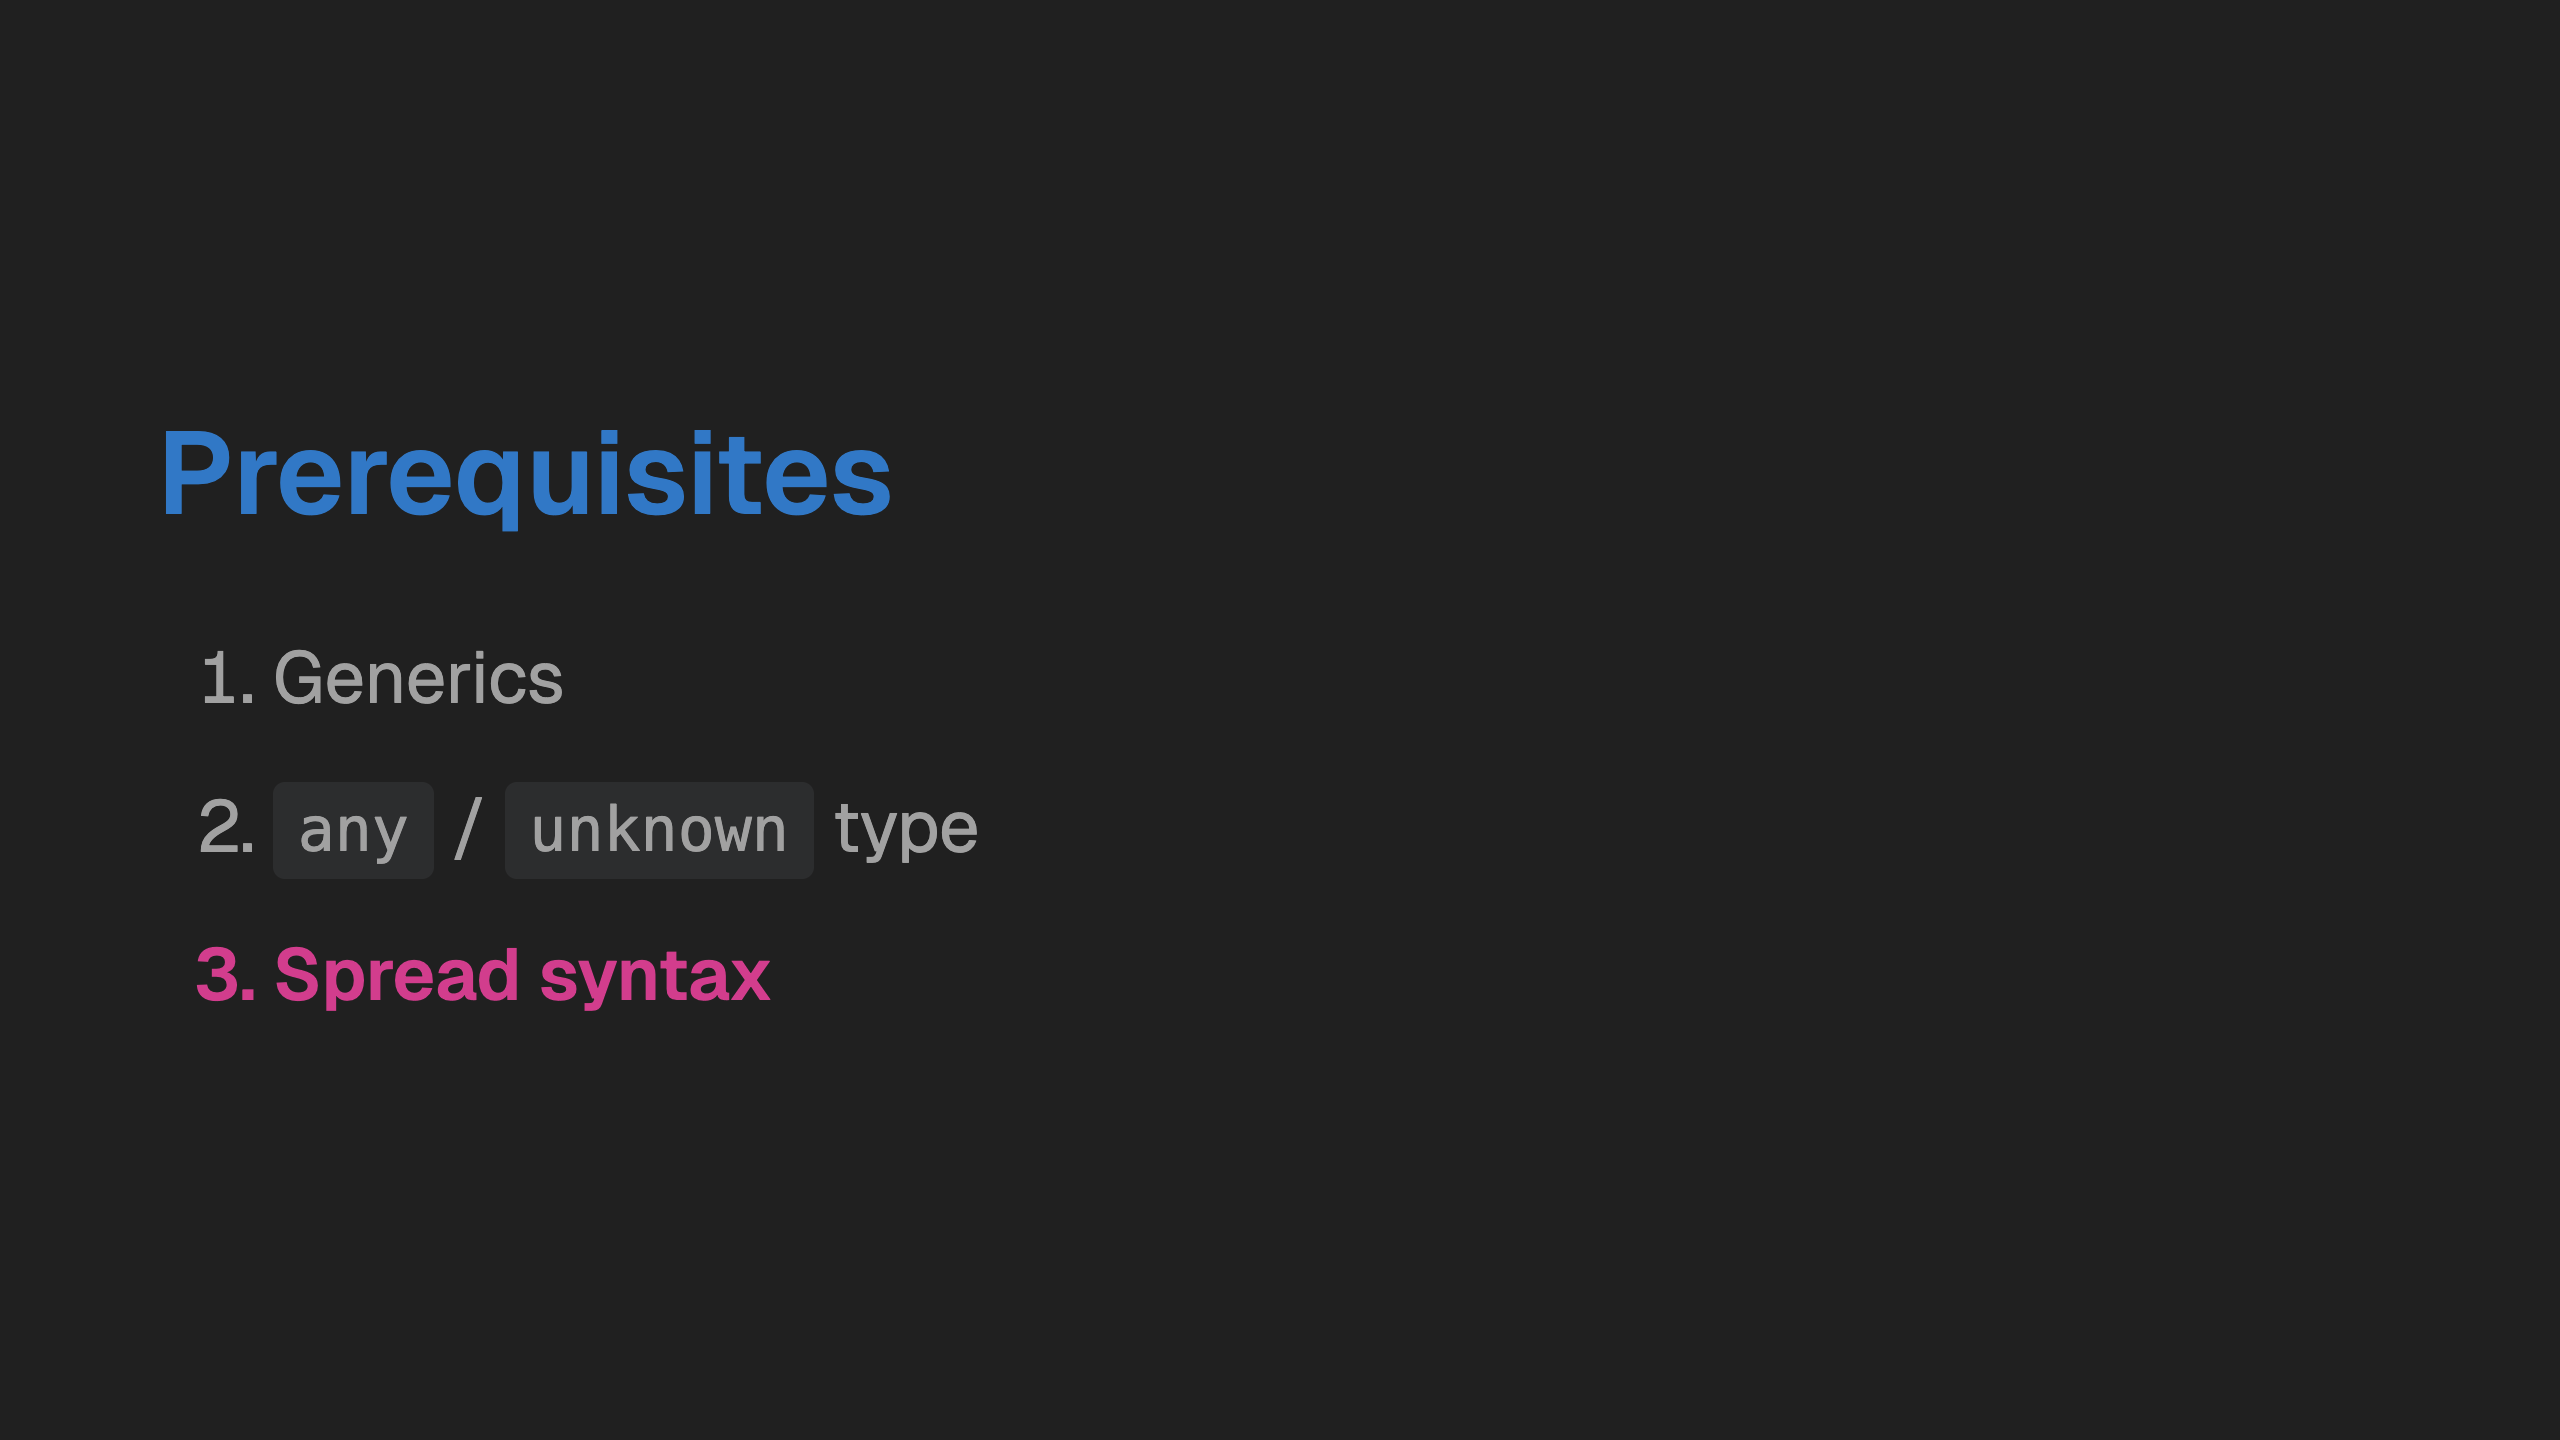 Prerequisites
1. Generics
2. any / unknown type
3. Spread syntax